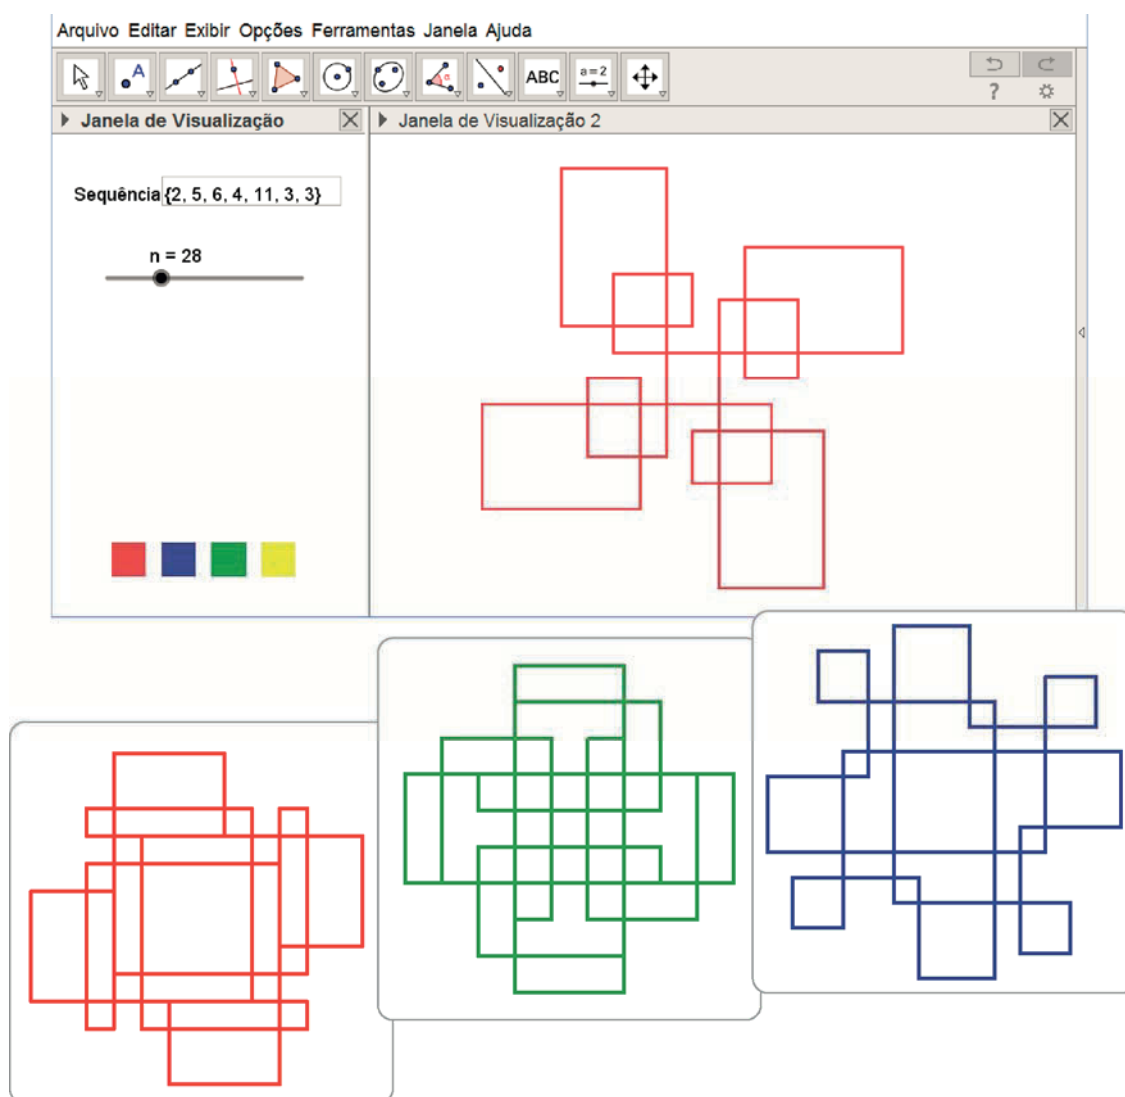 Arquivo Editar Exibir Opções Ferramentas Janela Ajuda
A
α
ABC
a=2
?
Janela de Visualização
Janela de Visualização 2
Sequência {2, 5, 6, 4, 11, 3, 3}
n = 28